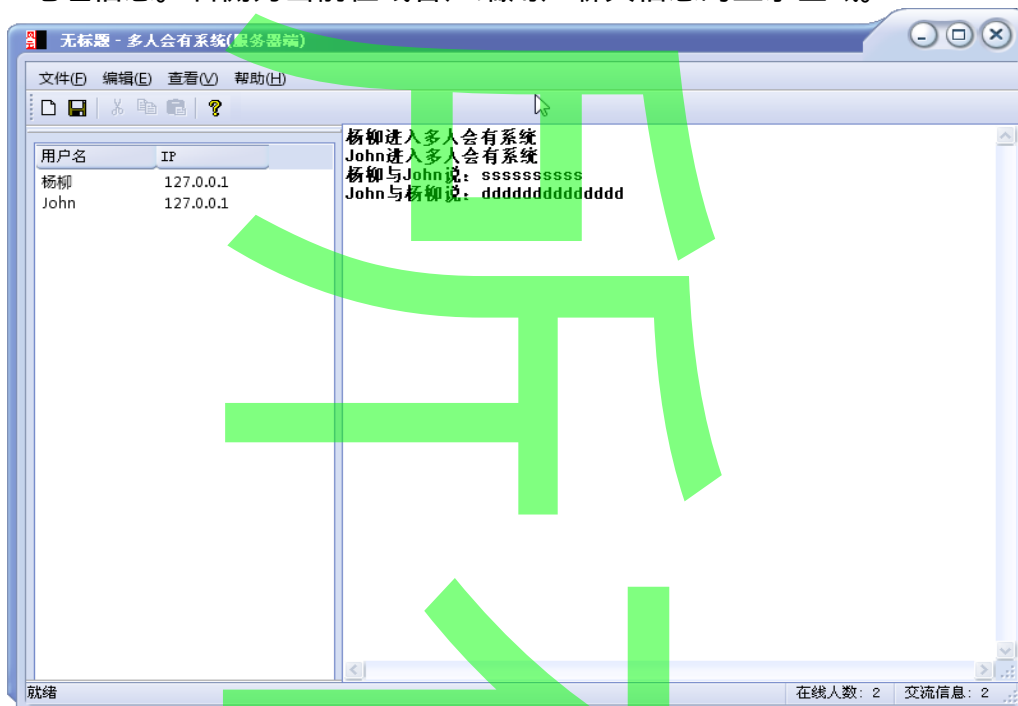 无标题 - 多人会有系统(服务器端)
文件(F) 编辑(E) 查看(V) 帮助(H)
用户名 IP
杨柳 127.0.0.1
John 127.0.0.1
杨柳进入多人会有系统
John进入多人会有系统
杨柳与John说：ssssssssss
John与杨柳说：dddddddddddddd
就绪
在线人数: 2 交流信息: 2